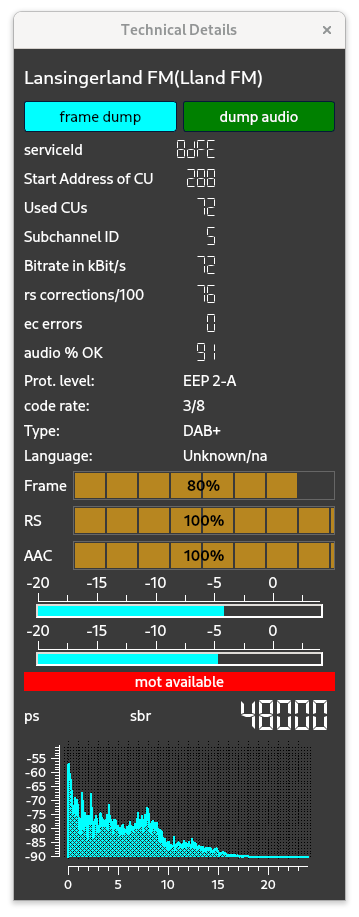 Technical Details ×
Lansingerland FM(Lland FM)
frame dump dump audio
serviceId 8dFC
Start Address of CU 288
Used CUs 72
Subchannel ID 5
Bitrate in kBit/s 72
rs corrections/100 76
ec errors 0
audio % OK 91
Prot. level: EEP 2-A
code rate: 3/8
Type: DAB+
Language: Unknown/na
Frame 80%
RS 100%
AAC 100%
-20 -15 -10 -5 0
-20 -15 -10 -5 0
mot available
ps sbr 48000
-55
-60
-65
-70
-75
-80
-85
-90
0 5 10 15 20